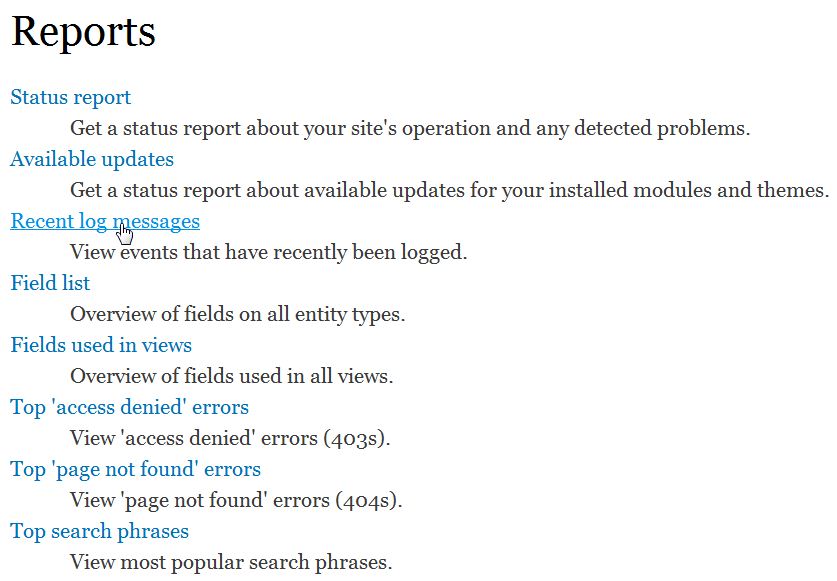 Reports
Status report
Get a status report about your site's operation and any detected problems.
Available updates
Get a status report about available updates for your installed modules and themes.
Recent log messages
View events that have recently been logged.
Field list
Overview of fields on all entity types.
Fields used in views
Overview of fields used in all views.
Top 'access denied' errors
View 'access denied' errors (403s).
Top 'page not found' errors
View 'page not found' errors (404s).
Top search phrases
View most popular search phrases.